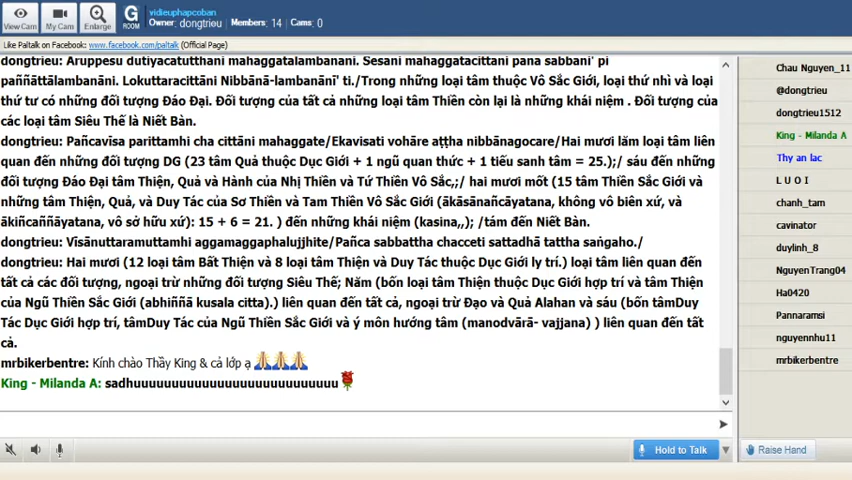 vidieuphapcoban
Owner: dongtrieu Members: 14 Cams: 0
View Cam My Cam Enlarge G ROOM
Like Paltalk on Facebook: www.facebook.com/paltalk (Official Page)
dongtrieu: Aruppesu dutiyacatutthani mahaggatalambanani. Sesani mahaggatacittani pana sabbani' pi
paññāttālambanāni. Lokuttaracittāni Nibbānā-lambanānī' ti./Trong những loại tâm thuộc Vô Sắc Giới, loại thứ nhì và loại
thứ tư có những đối tượng Đáo Đại. Đối tượng của tất cả những loại tâm Thiền còn lại là những khái niệm . Đối tượng của
các loại tâm Siêu Thế là Niết Bàn.
dongtrieu: Pañcavīsa parittamhi cha cittāni mahaggate/Ekavisati vohāre aṭṭha nibbānagocare/Hai mươi lăm loại tâm liên
quan đến những đối tượng DG (23 tâm Quả thuộc Dục Giới + 1 ngũ quan thức + 1 tiếu sanh tâm = 25.);/ sáu đến những
đối tượng Đáo Đại tâm Thiện, Quả và Hành của Nhị Thiền và Tứ Thiền Vô Sắc,;/ hai mươi mốt (15 tâm Thiền Sắc Giới và
những tâm Thiện, Quả, và Duy Tác của Sơ Thiền và Tam Thiền Vô Sắc Giới (ākāsānañcāyatana, không vô biên xứ, và
ākiñcaññāyatana, vô sở hữu xứ): 15 + 6 = 21. ) đến những khái niệm (kasina,,); /tám đến Niết Bàn.
dongtrieu: Vīsānuttaramuttamhi aggamaggaphalujjhite/Pañca sabbattha chacceti sattadhā tattha saṅgaho./
dongtrieu: Hai mươi (12 loại tâm Bất Thiện và 8 loại tâm Thiện và Duy Tác thuộc Dục Giới ly trí.) loại tâm liên quan đến
tất cả các đối tượng, ngoại trừ những đối tượng Siêu Thế; Năm (bốn loại tâm Thiện thuộc Dục Giới hợp trí và tâm Thiện
của Ngũ Thiền Sắc Giới (abhiññā kusala citta).) liên quan đến tất cả, ngoại trừ Đạo và Quả Alahan và sáu (bốn tâmDuy
Tác Dục Giới hợp trí, tâmDuy Tác của Ngũ Thiền Sắc Giới và ý môn hướng tâm (manodvārā- vajjana) ) liên quan đến tất
cả.
mrbikerbentre: Kính chào Thầy King & cả lớp ạ 🙏🙏🙏
King - Milanda A: sadhuuuuuuuuuuuuuuuuuuuuuuuuuuu 🌹
Chau Nguyen_11
@dongtrieu
dongtrieu1512
King - Milanda A
Thy an lac
L U O I
chanh_tam
cavinator
duylinh_8
NguyenTrang04
Ha0420
Pannaramsi
nguyennhu11
mrbikerbentre
Hold to Talk
Raise Hand